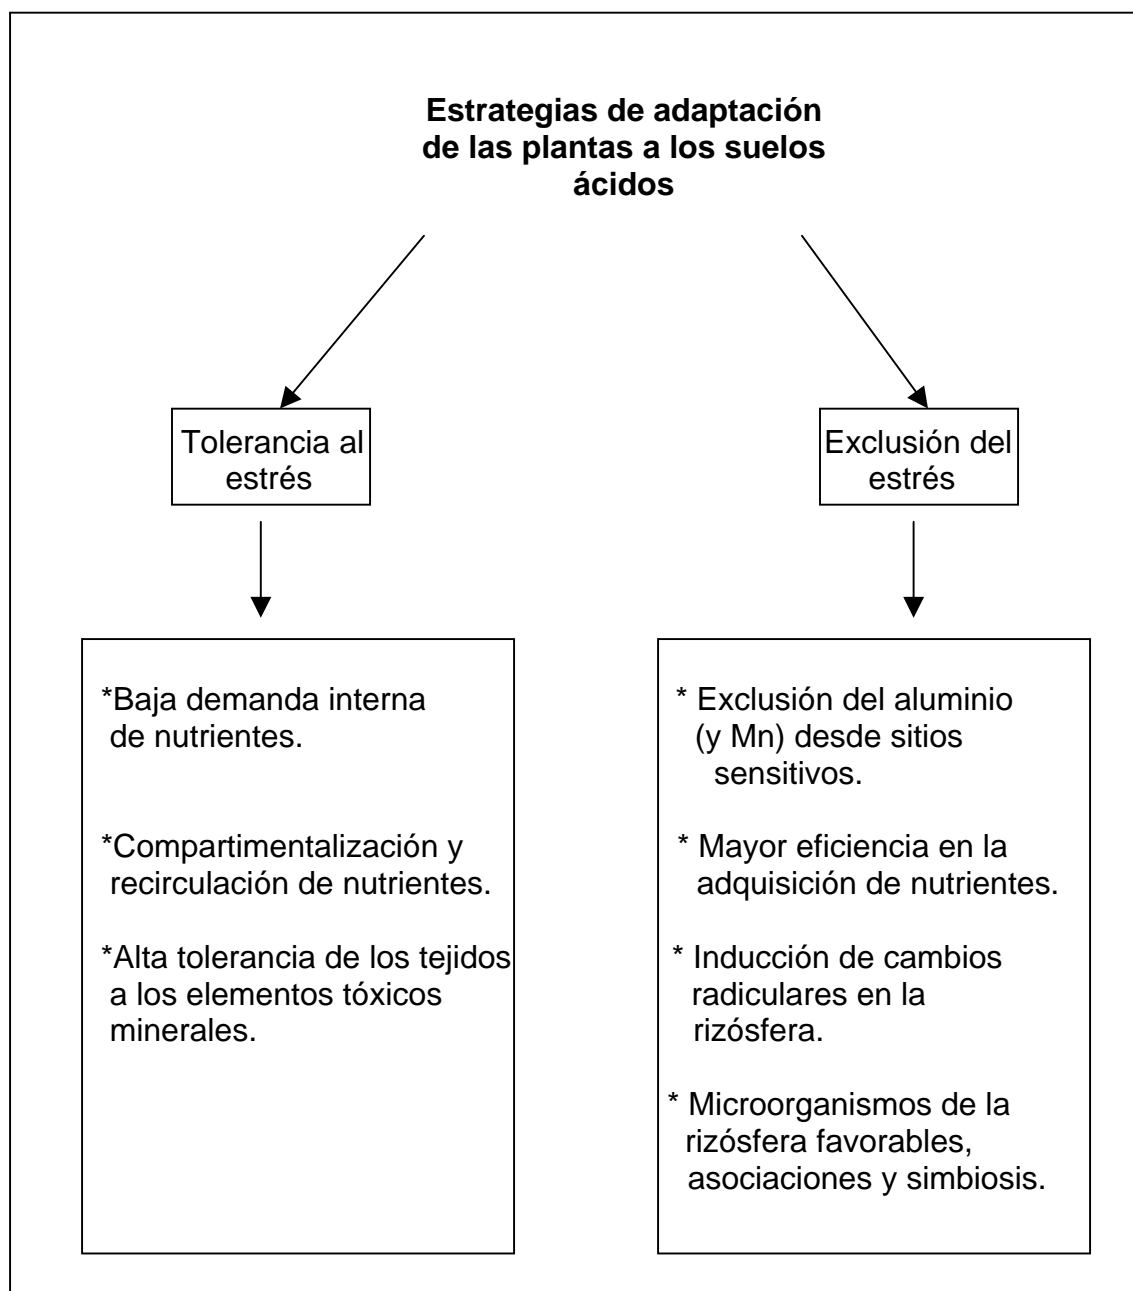 Estrategias de adaptación
de las plantas a los suelos
ácidos
Tolerancia al
estrés
Exclusión del
estrés
*Baja demanda interna
de nutrientes.
*Compartimentalización y
recirculación de nutrientes.
*Alta tolerancia de los tejidos
a los elementos tóxicos
minerales.
* Exclusión del aluminio
(y Mn) desde sitios
sensitivos.
* Mayor eficiencia en la
adquisición de nutrientes.
* Inducción de cambios
radiculares en la
rizósfera.
* Microorganismos de la
rizósfera favorables,
asociaciones y simbiosis.